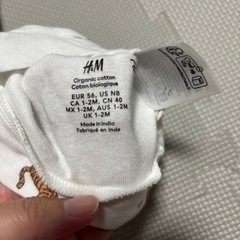 H&M
Organic cotton
Coton biologique
EUR 56, US NB
CA 1-2M, CN 40
MX 1-2M, AUS 1-2M
UK 1-2M
Made in India
Fabriqué en Inde